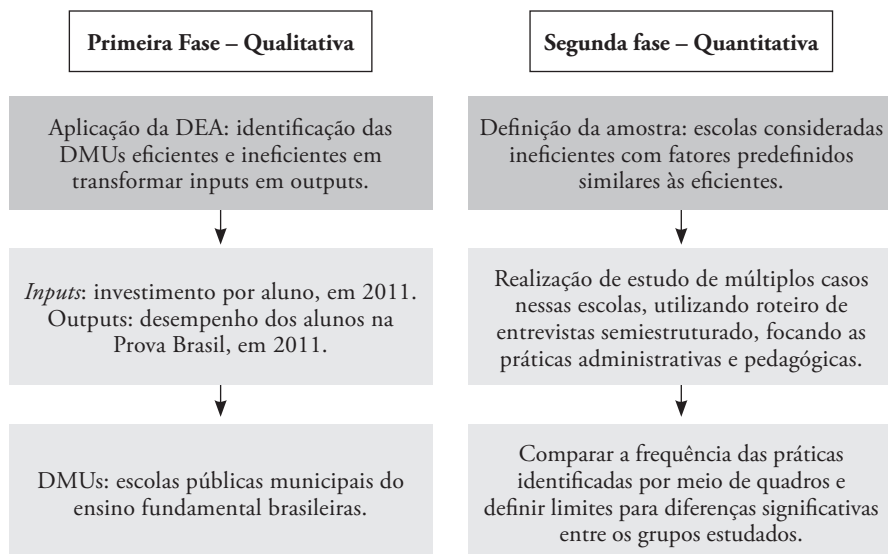 Primeira Fase – Qualitativa
Aplicação da DEA: identificação das
DMUs eficientes e ineficientes em
transformar inputs em outputs.
Inputs: investimento por aluno, em 2011.
Outputs: desempenho dos alunos na
Prova Brasil, em 2011.
DMUs: escolas públicas municipais do
ensino fundamental brasileiras.
Segunda fase – Quantitativa
Definição da amostra: escolas consideradas
ineficientes com fatores predefinidos
similares às eficientes.
Realização de estudo de múltiplos casos
nessas escolas, utilizando roteiro de
entrevistas semiestruturado, focando as
práticas administrativas e pedagógicas.
Comparar a frequência das práticas
identificadas por meio de quadros e
definir limites para diferenças significativas
entre os grupos estudados.